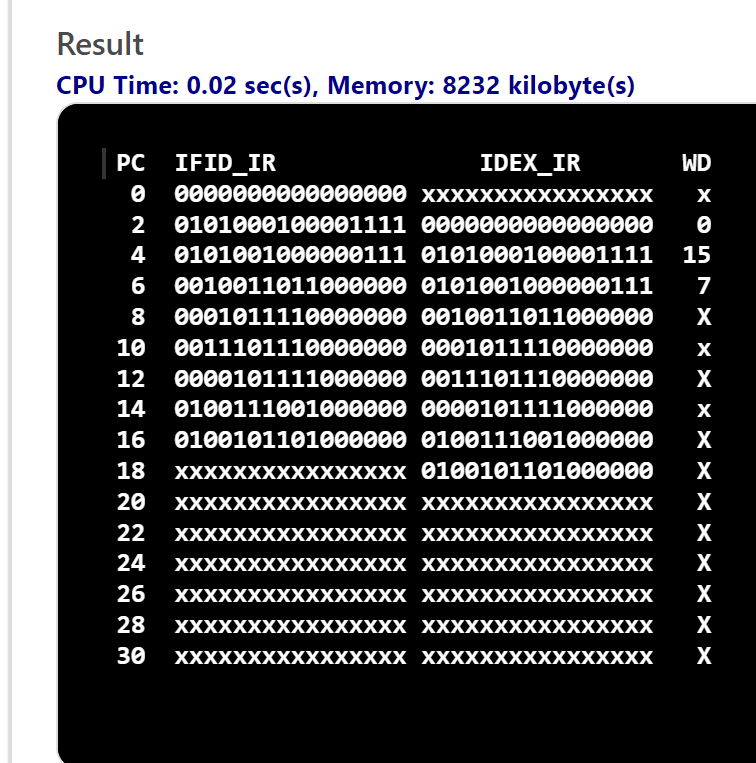 Result
CPU Time: 0.02 sec(s), Memory: 8232 kilobyte(s)
PC IFID_IR IDEX_IR WD
0 0000000000000000 xxxxxxxxxxxxxxxx x
2 0101000100001111 0000000000000000 0
4 0101001000000111 0101000100001111 15
6 0010011011000000 0101001000000111 7
8 0001011110000000 0010011011000000 X
10 0011101110000000 0001011110000000 x
12 0000101111000000 0011101110000000 X
14 0100111001000000 0000101111000000 x
16 0100101101000000 0100111001000000 X
18 xxxxxxxxxxxxxxxx 0100101101000000 X
20 xxxxxxxxxxxxxxxx xxxxxxxxxxxxxxxx X
22 xxxxxxxxxxxxxxxx xxxxxxxxxxxxxxxx X
24 xxxxxxxxxxxxxxxx xxxxxxxxxxxxxxxx X
26 xxxxxxxxxxxxxxxx xxxxxxxxxxxxxxxx X
28 xxxxxxxxxxxxxxxx xxxxxxxxxxxxxxxx X
30 xxxxxxxxxxxxxxxx xxxxxxxxxxxxxxxx X